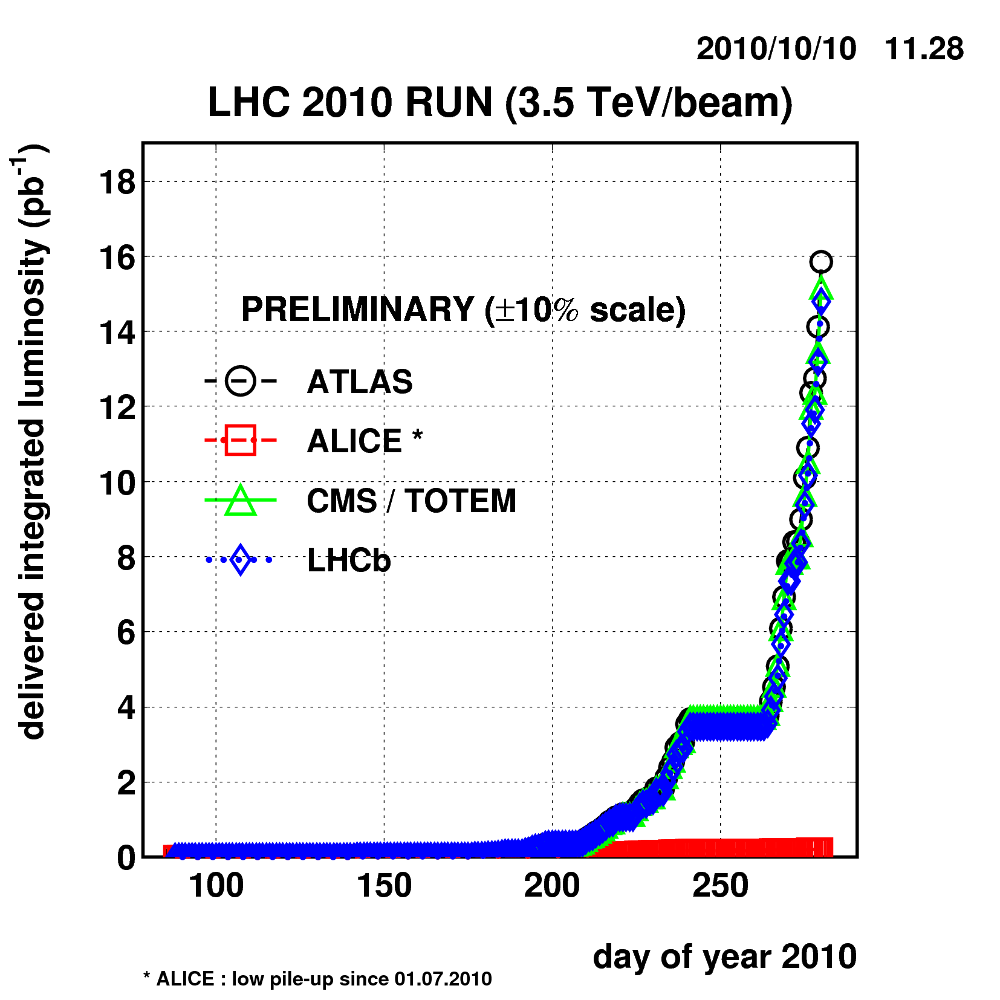 2010/10/10 11.28
LHC 2010 RUN (3.5 TeV/beam)
delivered integrated luminosity (pb⁻¹)
18
16
14
12
10
8
6
4
2
0
PRELIMINARY (±10% scale)
ATLAS
ALICE *
CMS / TOTEM
LHCb
100 150 200 250
day of year 2010
* ALICE : low pile-up since 01.07.2010